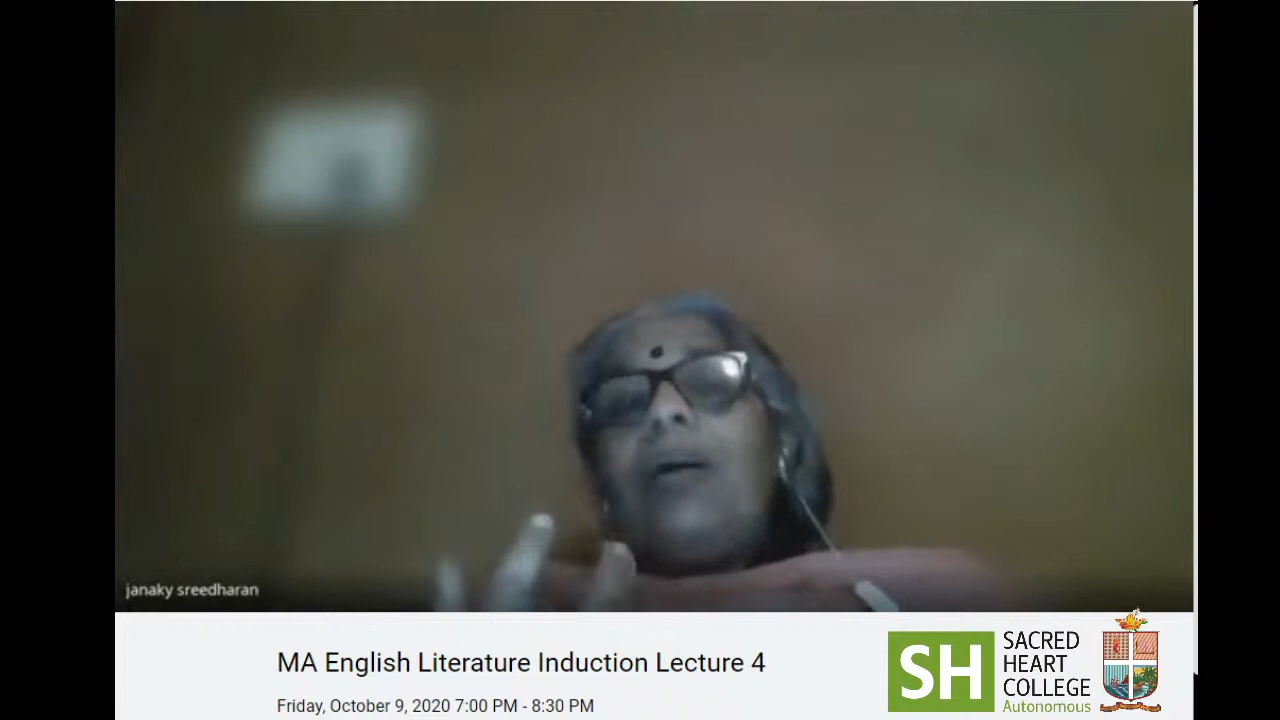 janaky sreedharan
MA English Literature Induction Lecture 4
Friday, October 9, 2020 7:00 PM - 8:30 PM
SH
SACRED
HEART
COLLEGE
Autonomous